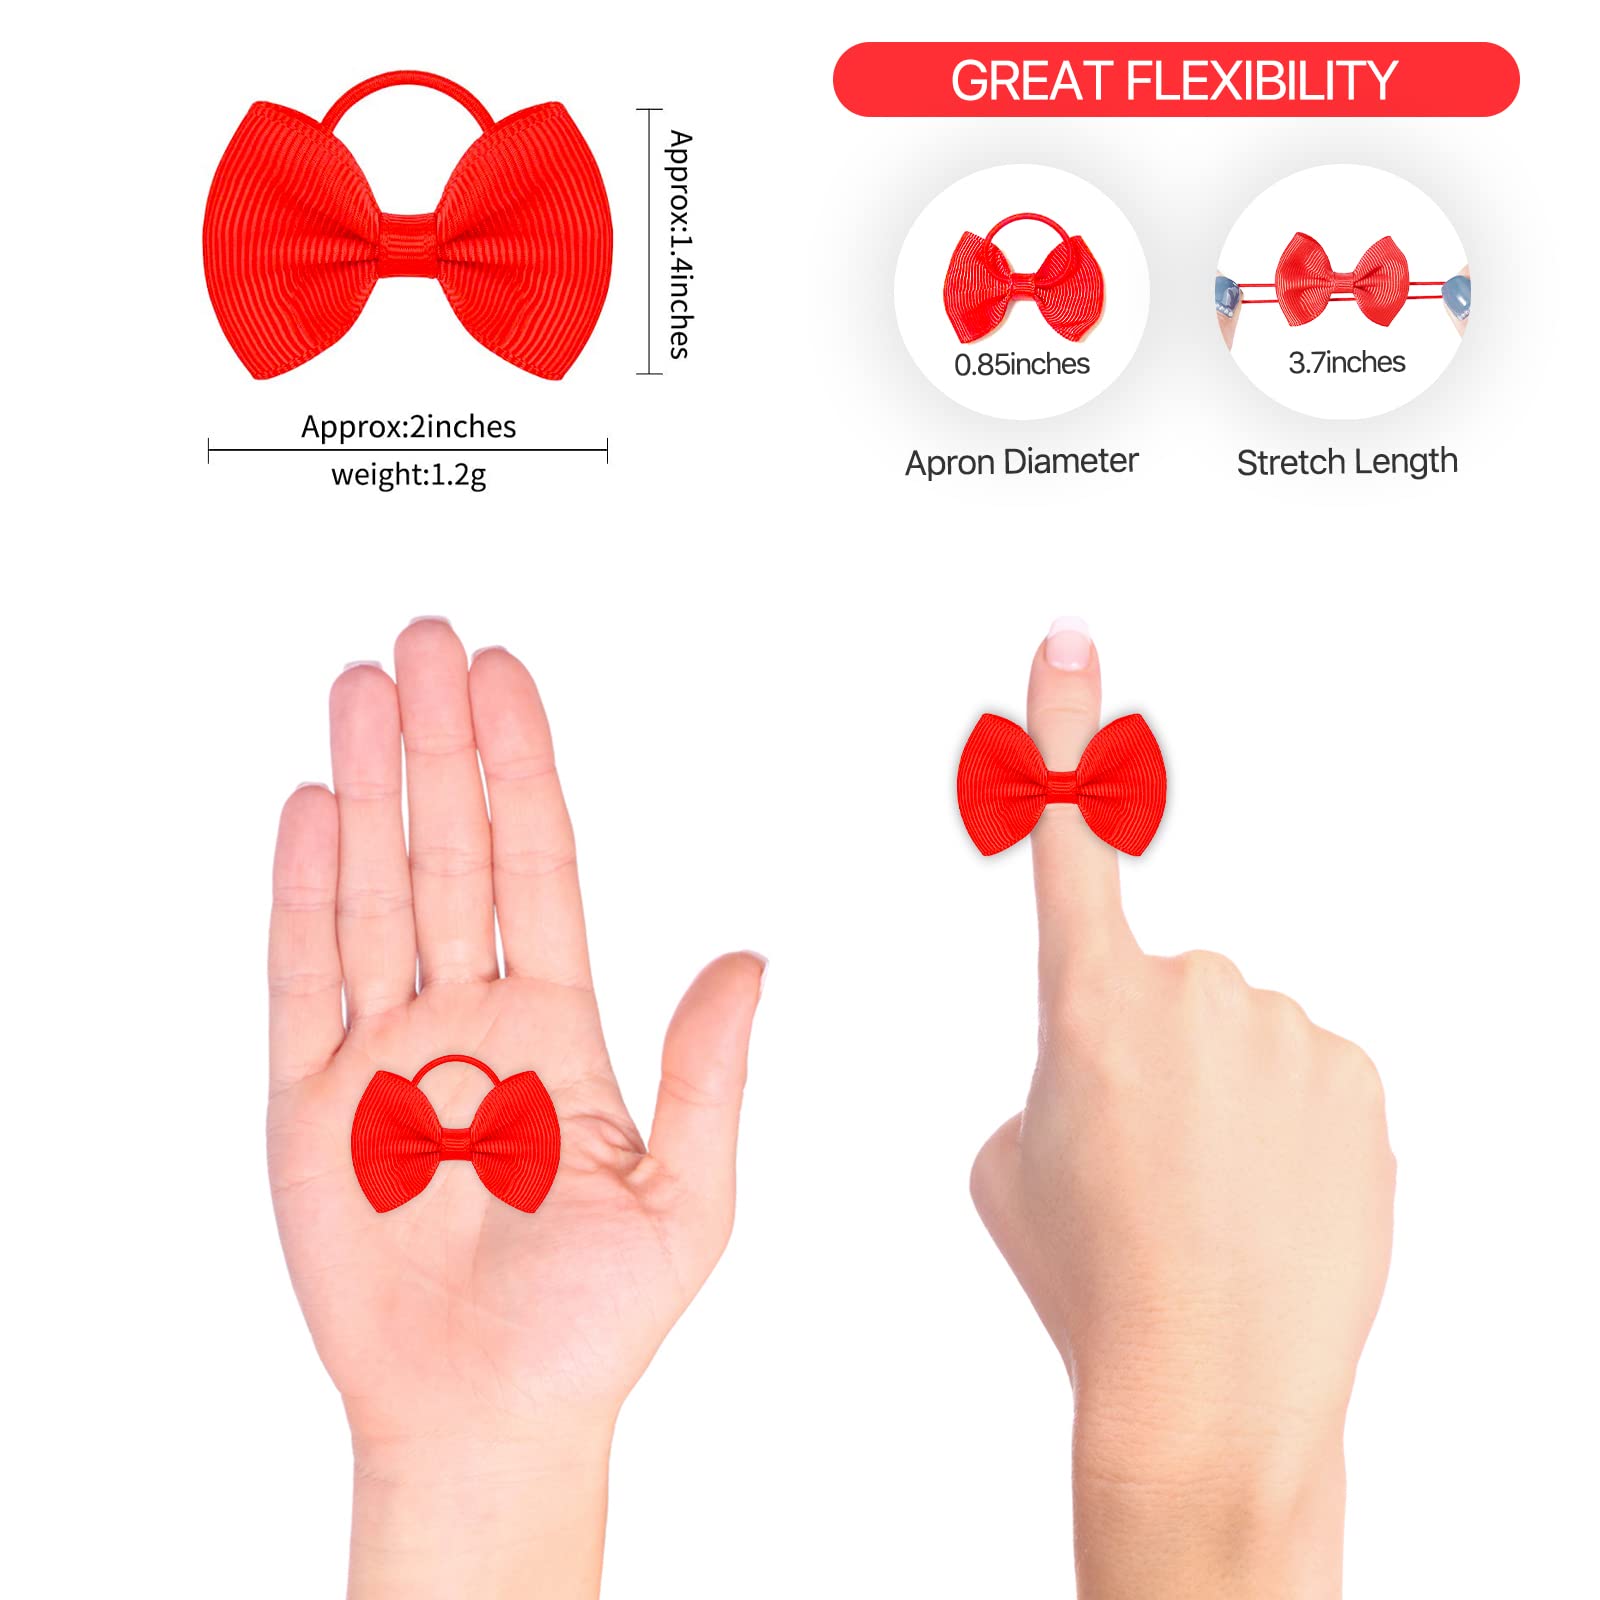 GREAT FLEXIBILITY
Approx:1.4inches
Approx:2inches
weight:1.2g
0.85inches
3.7inches
Apron Diameter
Stretch Length